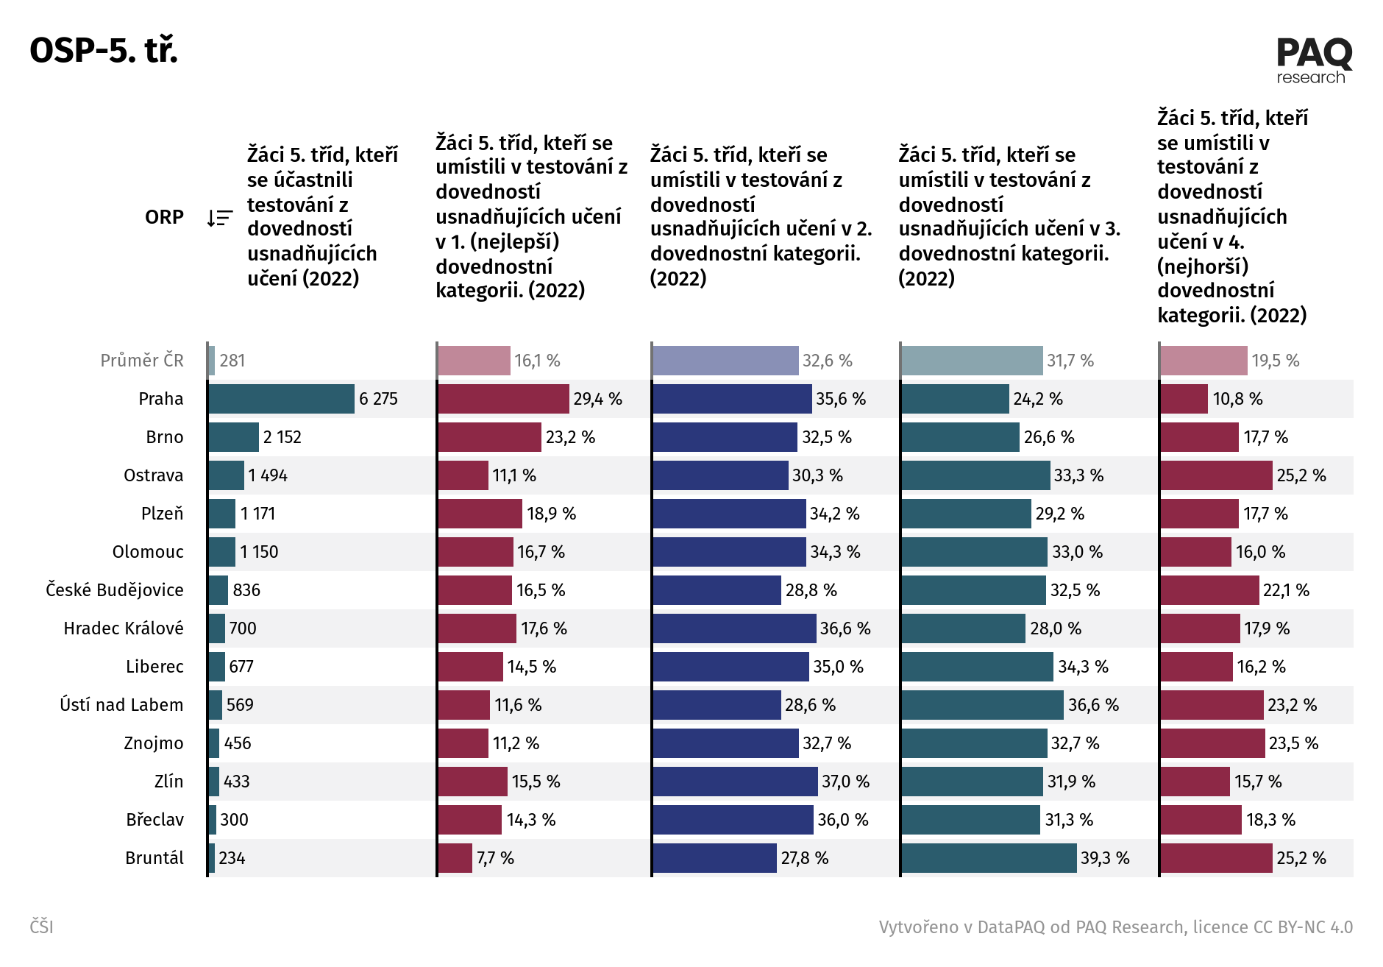 OSP-5. tř.
PAQ
research
ORP
Žáci 5. tříd, kteří
se účastnili
testování z
dovedností
usnadňujících
učení (2022)
Žáci 5. tříd, kteří se
umístili v testování z
dovedností
usnadňujících učení
v 1. (nejlepší)
dovednostní
kategorii. (2022)
Žáci 5. tříd, kteří se
umístili v testování z
dovedností
usnadňujících učení v 2.
dovednostní kategorii.
(2022)
Žáci 5. tříd, kteří se
umístili v testování z
dovedností
usnadňujících učení v 3.
dovednostní kategorii.
(2022)
Žáci 5. tříd, kteří
se umístili v
testování z
dovedností
usnadňujících
učení v 4.
(nejhorší)
dovednostní
kategorii. (2022)
Průměr ČR 281 16,1 % 32,6 % 31,7 % 19,5 %
Praha 6 275 29,4 % 35,6 % 24,2 % 10,8 %
Brno 2 152 23,2 % 32,5 % 26,6 % 17,7 %
Ostrava 1 494 11,1 % 30,3 % 33,3 % 25,2 %
Plzeň 1 171 18,9 % 34,2 % 29,2 % 17,7 %
Olomouc 1 150 16,7 % 34,3 % 33,0 % 16,0 %
České Budějovice 836 16,5 % 28,8 % 32,5 % 22,1 %
Hradec Králové 700 17,6 % 36,6 % 28,0 % 17,9 %
Liberec 677 14,5 % 35,0 % 34,3 % 16,2 %
Ústí nad Labem 569 11,6 % 28,6 % 36,6 % 23,2 %
Znojmo 456 11,2 % 32,7 % 32,7 % 23,5 %
Zlín 433 15,5 % 37,0 % 31,9 % 15,7 %
Břeclav 300 14,3 % 36,0 % 31,3 % 18,3 %
Bruntál 234 7,7 % 27,8 % 39,3 % 25,2 %
ČŠI
Vytvořeno v DataPAQ od PAQ Research, licence CC BY-NC 4.0